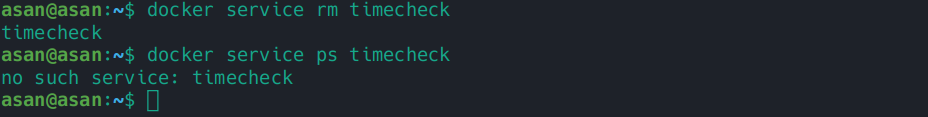 asan@asan:~$ docker service rm timecheck
timecheck
asan@asan:~$ docker service ps timecheck
no such service: timecheck
asan@asan:~$